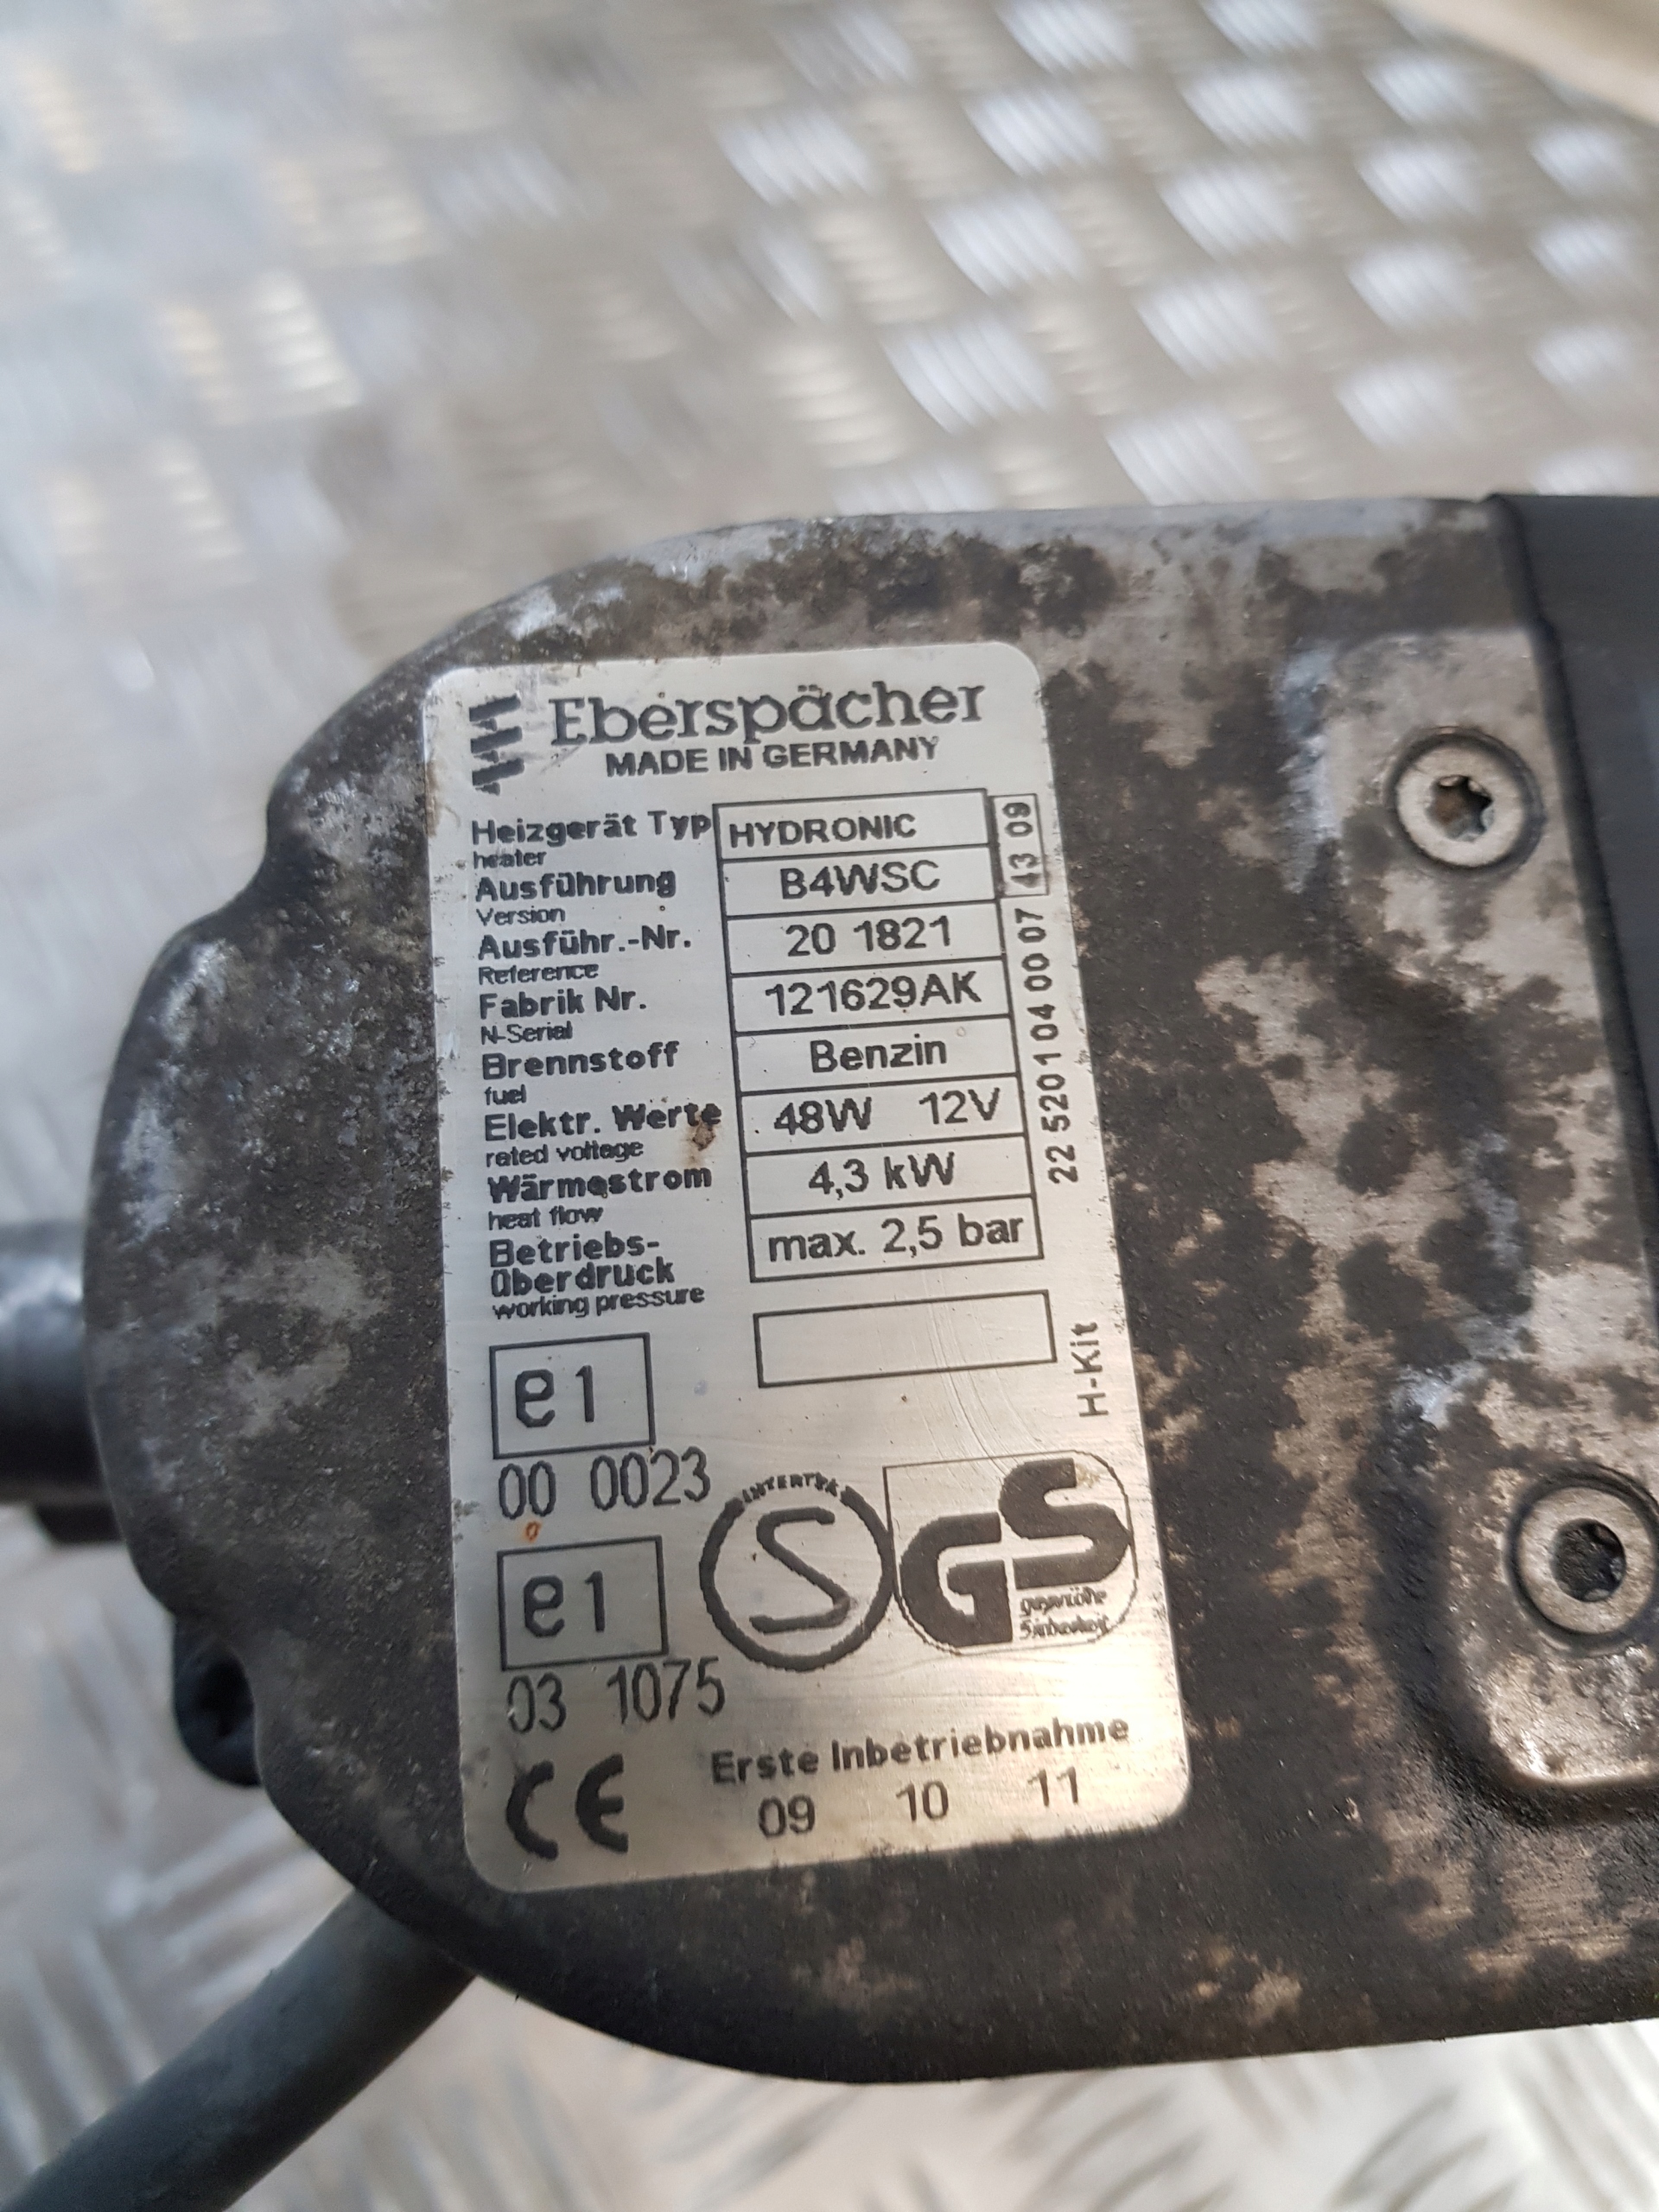 Eberspächer
MADE IN GERMANY
Heizgerät Typ HYDRONIC
heater
Ausführung B4WSC
Version
Ausführ.-Nr. 20 1821
Reference
Fabrik Nr. 121629AK
N-Serial
Brennstoff Benzin
fuel
Elektr. Werte 48W 12V
rated voltage
Wärmestrom 4,3 kW
heat flow
Betriebs-
überdruck max. 2,5 bar
working pressure
43 09
22 5201 04 00 07
H-Kit
e1
00 0023
e1
03 1075
INTERTEK
S
GS
geprüfte
Sicherheit
CE
Erste Inbetriebnahme
09 10 11